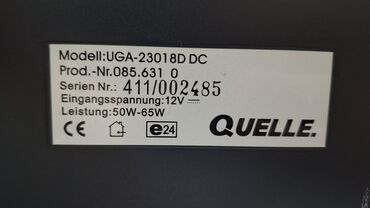 Modell:UGA-23018D DC
Prod.-Nr.085.631 0
Serien Nr.: 411/002485
Eingangsspannung:12V
Leistung:50W-65W
CE e24 QUELLE.